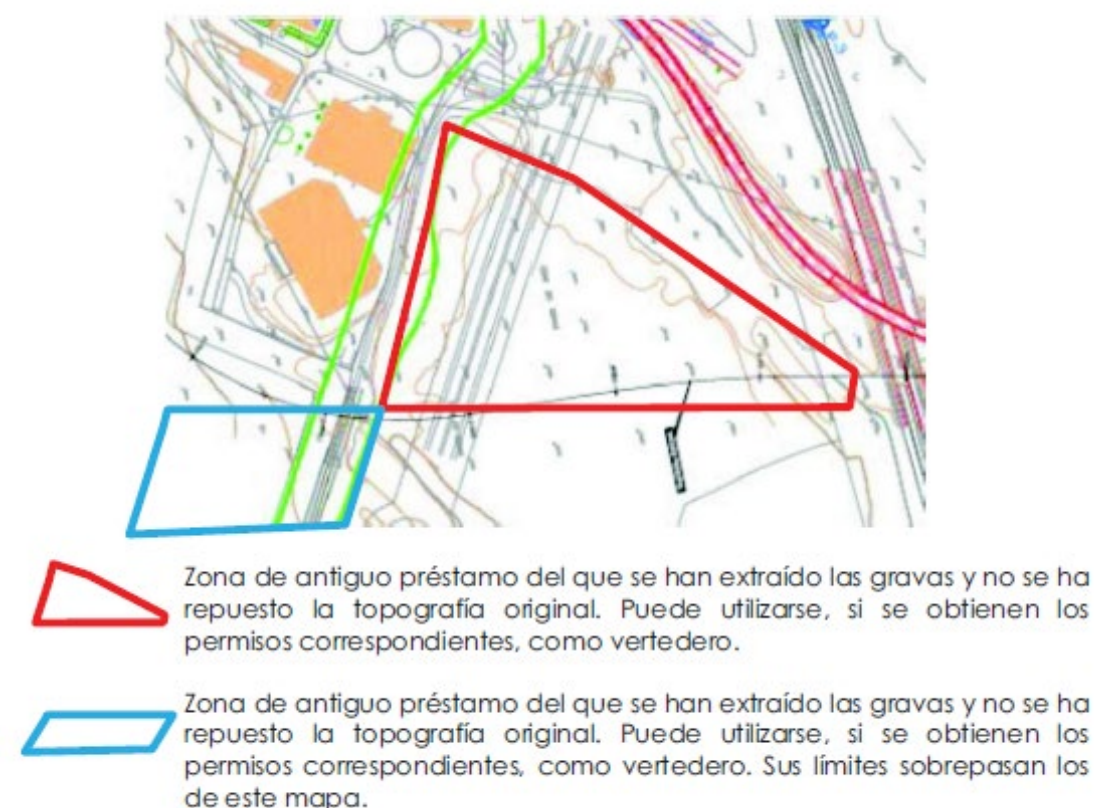 Zona de antiguo préstamo del que se han extraído las gravas y no se ha
repuesto la topografía original. Puede utilizarse, si se obtienen los
permisos correspondientes, como vertedero.
Zona de antiguo préstamo del que se han extraído las gravas y no se ha
repuesto la topografía original. Puede utilizarse, si se obtienen los
permisos correspondientes, como vertedero. Sus límites sobrepasan los
de este mapa.